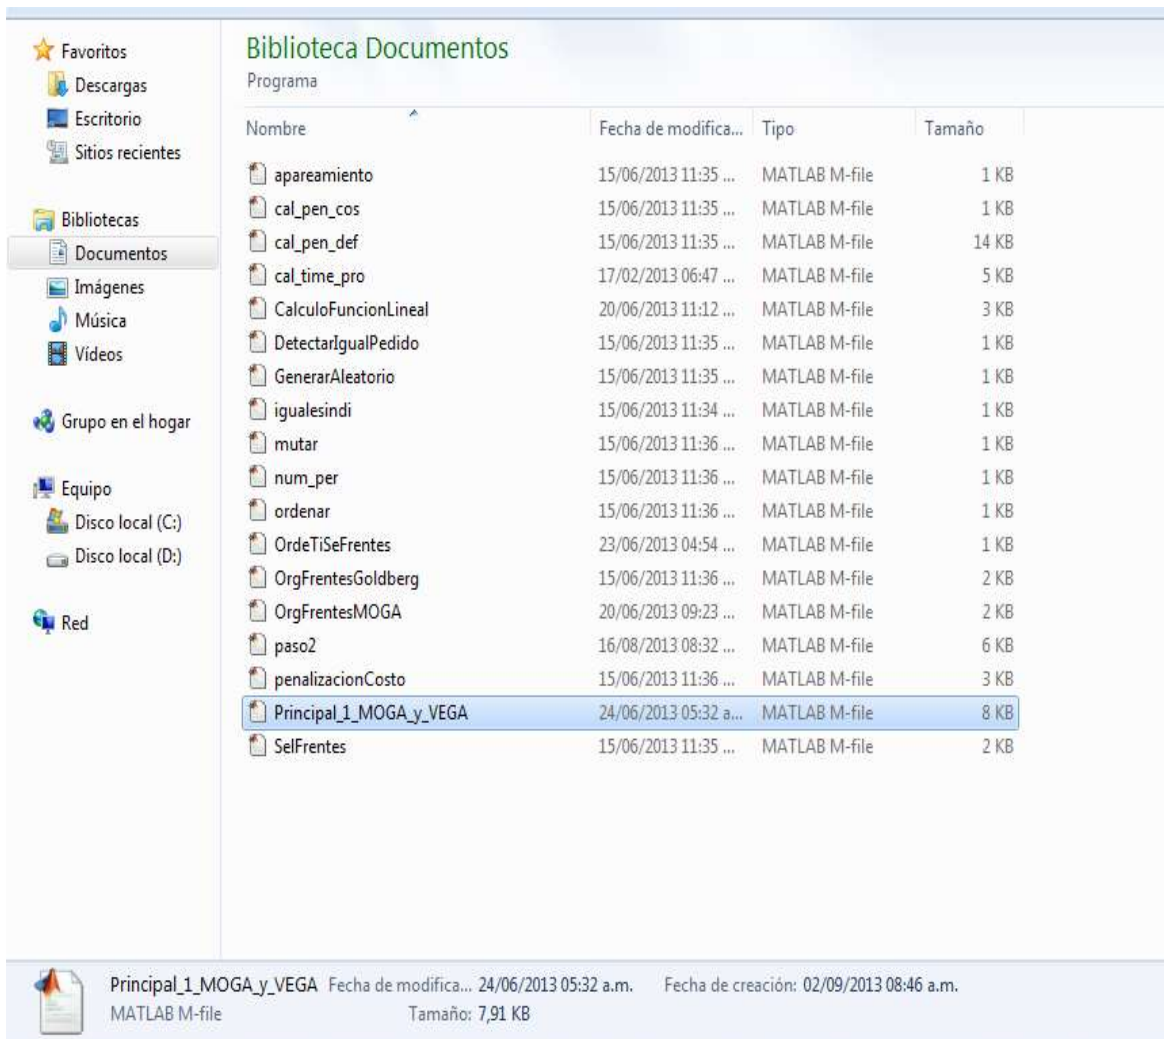 Favoritos
Descargas
Escritorio
Sitios recientes
Bibliotecas
Documentos
Imágenes
Música
Vídeos
Grupo en el hogar
Equipo
Disco local (C:)
Disco local (D:)
Red
Biblioteca Documentos
Programa
Nombre Fecha de modifica... Tipo Tamaño
apareamiento 15/06/2013 11:35 ... MATLAB M-file 1 KB
cal_pen_cos 15/06/2013 11:35 ... MATLAB M-file 1 KB
cal_pen_def 15/06/2013 11:35 ... MATLAB M-file 14 KB
cal_time_pro 17/02/2013 06:47 ... MATLAB M-file 5 KB
CalculoFuncionLineal 20/06/2013 11:12 ... MATLAB M-file 3 KB
DetectarIgualPedido 15/06/2013 11:35 ... MATLAB M-file 1 KB
GenerarAleatorio 15/06/2013 11:35 ... MATLAB M-file 1 KB
igualesindi 15/06/2013 11:34 ... MATLAB M-file 1 KB
mutar 15/06/2013 11:36 ... MATLAB M-file 1 KB
num_per 15/06/2013 11:36 ... MATLAB M-file 1 KB
ordenar 15/06/2013 11:36 ... MATLAB M-file 1 KB
OrdeTiSeFrentes 23/06/2013 04:54 ... MATLAB M-file 1 KB
OrgFrentesGoldberg 15/06/2013 11:36 ... MATLAB M-file 2 KB
OrgFrentesMOGA 20/06/2013 09:23 ... MATLAB M-file 2 KB
paso2 16/08/2013 08:32 ... MATLAB M-file 6 KB
penalizacionCosto 15/06/2013 11:36 ... MATLAB M-file 3 KB
Principal_1_MOGA_y_VEGA 24/06/2013 05:32 a... MATLAB M-file 8 KB
SelFrentes 15/06/2013 11:35 ... MATLAB M-file 2 KB
Principal_1_MOGA_y_VEGA Fecha de modifica... 24/06/2013 05:32 a.m. Fecha de creación: 02/09/2013 08:46 a.m.
MATLAB M-file Tamaño: 7,91 KB